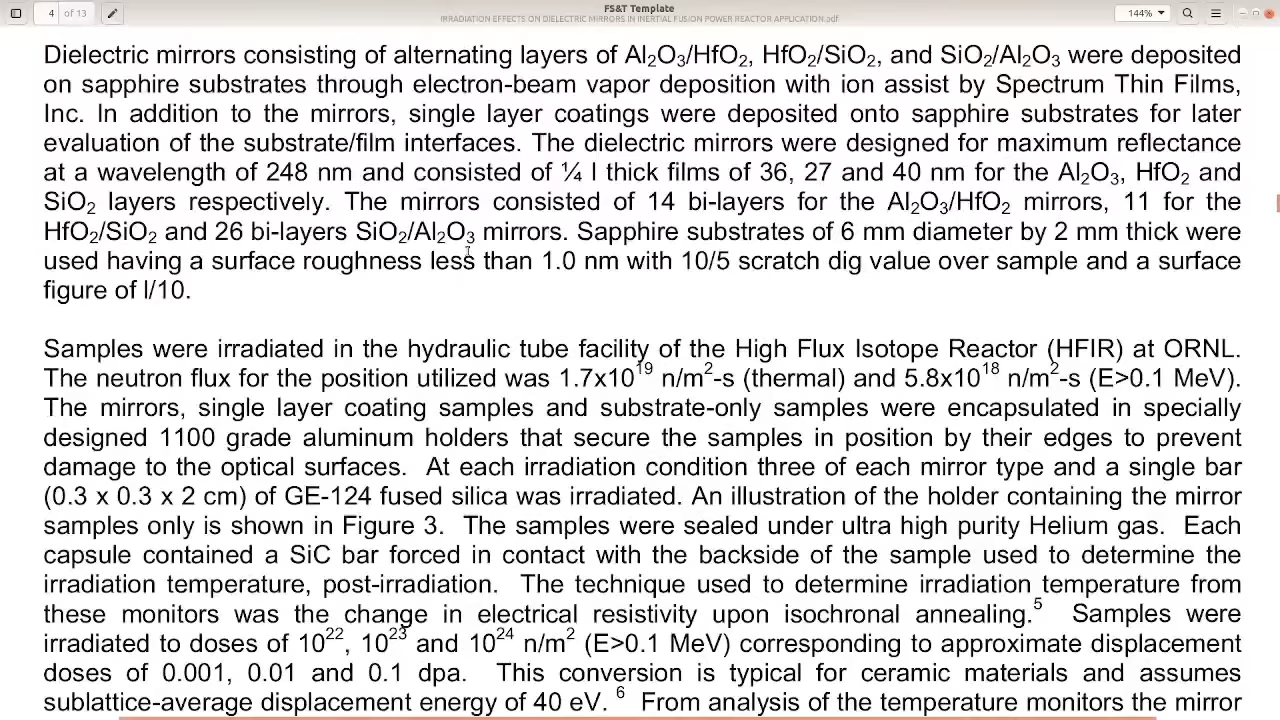 FS&T Template
4 of 13
IRRADIATION EFFECTS ON DIELECTRIC MIRRORS IN INERTIAL FUSION POWER REACTOR APPLICATION.pdf
144%
Dielectric mirrors consisting of alternating layers of Al₂O₃/HfO₂, HfO₂/SiO₂, and SiO₂/Al₂O₃ were deposited
on sapphire substrates through electron-beam vapor deposition with ion assist by Spectrum Thin Films,
Inc. In addition to the mirrors, single layer coatings were deposited onto sapphire substrates for later
evaluation of the substrate/film interfaces. The dielectric mirrors were designed for maximum reflectance
at a wavelength of 248 nm and consisted of ¼ l thick films of 36, 27 and 40 nm for the Al₂O₃, HfO₂ and
SiO₂ layers respectively. The mirrors consisted of 14 bi-layers for the Al₂O₃/HfO₂ mirrors, 11 for the
HfO₂/SiO₂ and 26 bi-layers SiO₂/Al₂O₃ mirrors. Sapphire substrates of 6 mm diameter by 2 mm thick were
used having a surface roughness less than 1.0 nm with 10/5 scratch dig value over sample and a surface
figure of l/10.
Samples were irradiated in the hydraulic tube facility of the High Flux Isotope Reactor (HFIR) at ORNL.
The neutron flux for the position utilized was 1.7x10¹⁹ n/m²-s (thermal) and 5.8x10¹⁸ n/m²-s (E>0.1 MeV).
The mirrors, single layer coating samples and substrate-only samples were encapsulated in specially
designed 1100 grade aluminum holders that secure the samples in position by their edges to prevent
damage to the optical surfaces. At each irradiation condition three of each mirror type and a single bar
(0.3 x 0.3 x 2 cm) of GE-124 fused silica was irradiated. An illustration of the holder containing the mirror
samples only is shown in Figure 3. The samples were sealed under ultra high purity Helium gas. Each
capsule contained a SiC bar forced in contact with the backside of the sample used to determine the
irradiation temperature, post-irradiation. The technique used to determine irradiation temperature from
these monitors was the change in electrical resistivity upon isochronal annealing.⁵ Samples were
irradiated to doses of 10²², 10²³ and 10²⁴ n/m² (E>0.1 MeV) corresponding to approximate displacement
doses of 0.001, 0.01 and 0.1 dpa. This conversion is typical for ceramic materials and assumes
sublattice-average displacement energy of 40 eV. ⁶ From analysis of the temperature monitors the mirror